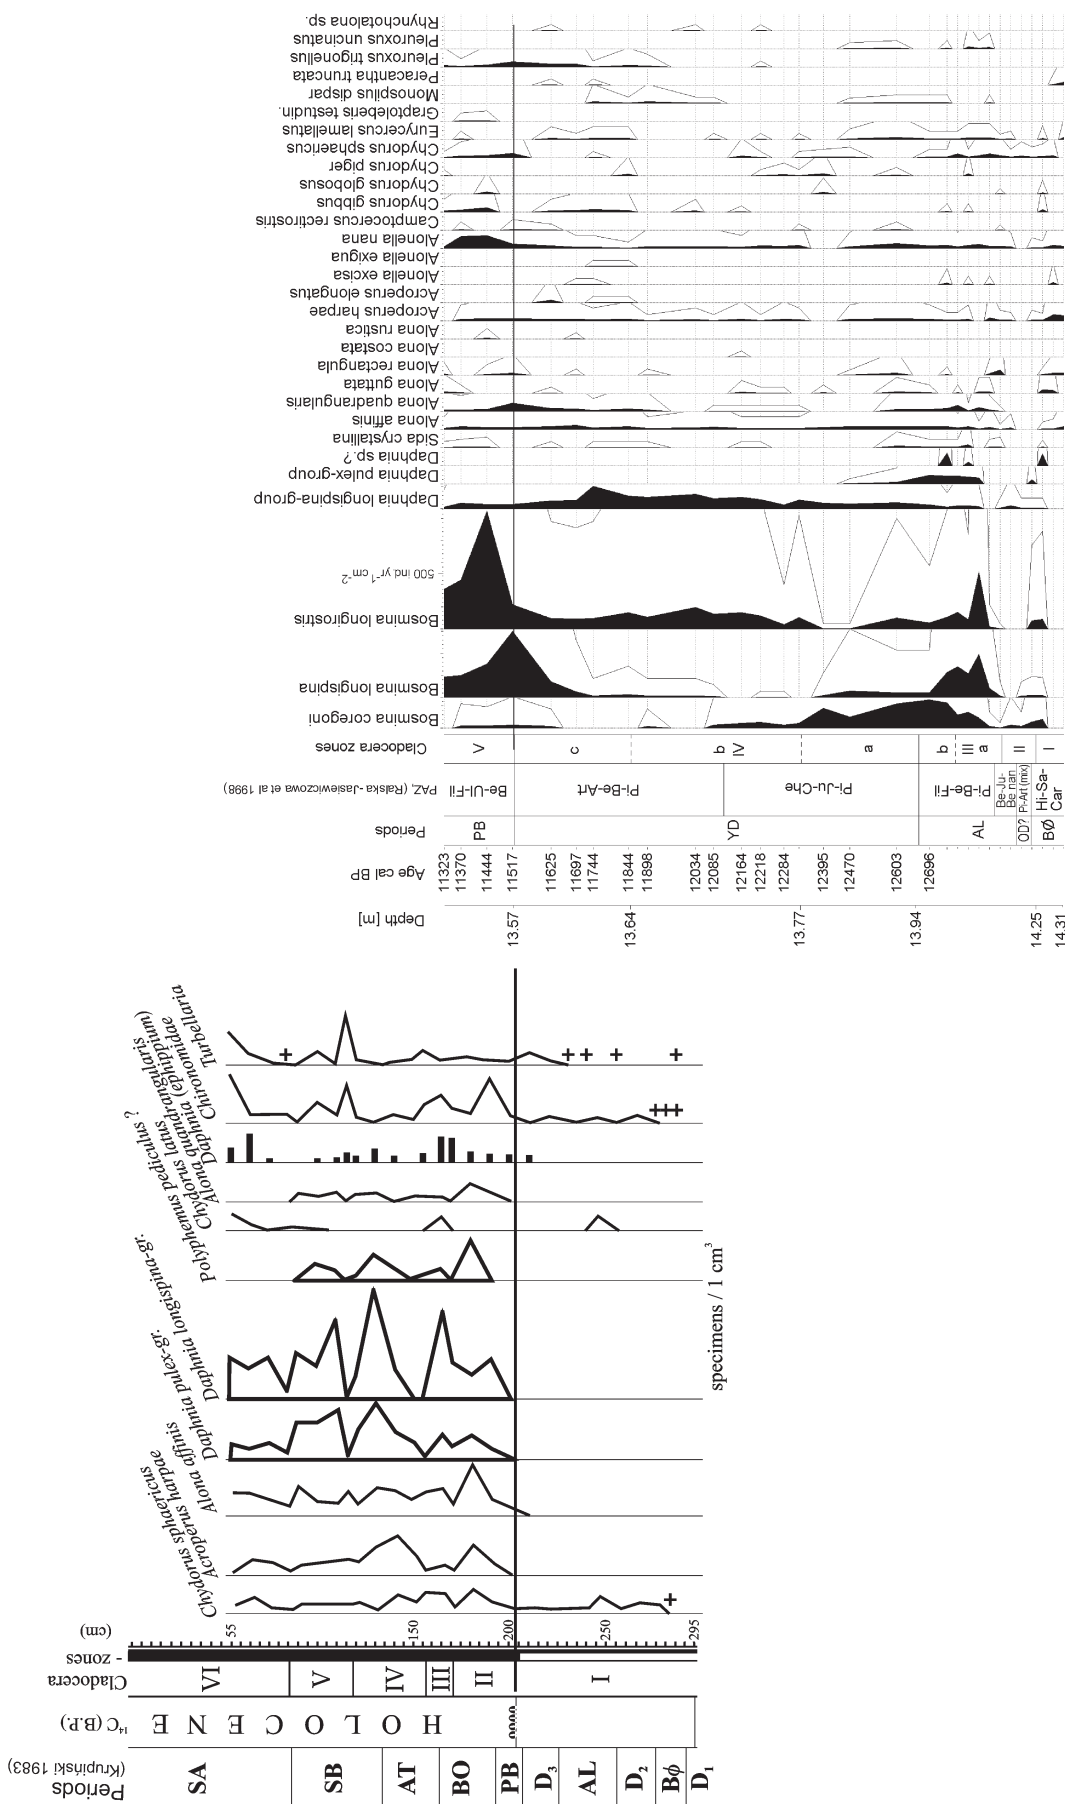 Rhynchotalona sp.
Pleuroxus uncinatus
Pleuroxus trigonellus
Peracantha truncata
Monospilus dispar
Graptoleberis testudin.
Eurycercus lamellatus
Chydorus sphaericus
Chydorus piger
Chydorus globosus
Chydorus gibbus
Camptocercus rectirostris
Alonella nana
Alonella exigua
Alonella excisa
Acroperus elongatus
Acroperus harpae
Alona rustica
Alona costata
Alona rectangula
Alona guttata
Alona quadrangularis
Alona affinis
Sida crystallina
Daphnia sp.?
Daphnia pulex-group
Daphnia longispina-group
500 ind. yr⁻¹ cm⁻²
Bosmina longirostris
Bosmina longispina
Bosmina coregoni
Cladocera zones
V c b IV a b III a II I
PAZ, (Ralska-Jasiewiczowa et al 1998)
Be-Ul-Fil Pi-Be-Art Pi-Ju-Che Pi-Be-Fil Be-Ju-Be nan Pi-Art (mix) Hi-Sa-Car
Periods
PB YD AL OD? BØ
Age cal BP
11323 11370 11444 11517 11625 11697 11744 11844 11898 12034 12085 12164 12218 12284 12395 12470 12603 12696
Depth [m]
13.57 13.64 13.77 13.94 14.25 14.31
Turbellaria
Chironomidae
Daphnia (ephippium)
Alona quandrangularis
Chydorus latus
Polyphemus pediculus ?
Daphnia longispina-gr.
Daphnia pulex-gr.
Alona affinis
Acroperus harpae
Chydorus sphaericus
specimens / 1 cm³
(cm)
55 150 200 250 295
Cladocera - zones
VI V IV III II I
¹⁴C (B.P.)
HOLOCENE
Periods
(Krupiński 1983)
SA SB AT BO PB D₃ AL D₂ Bϕ D₁